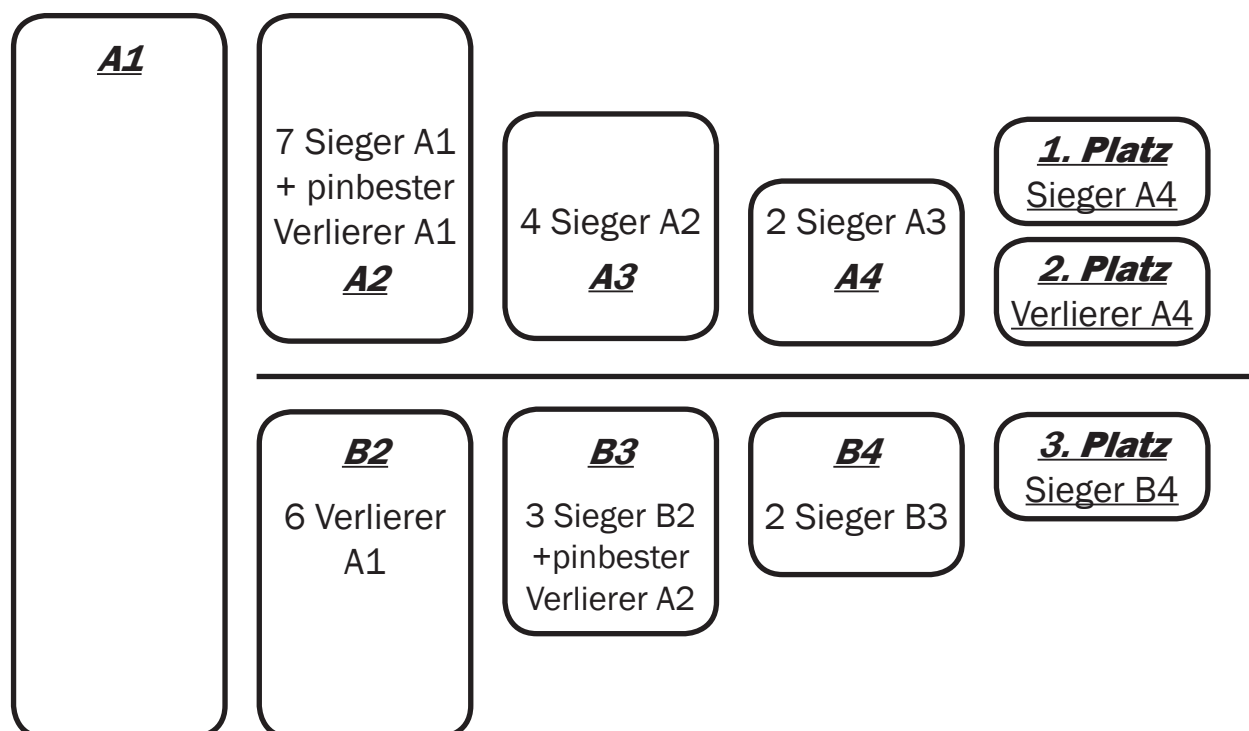 A1
7 Sieger A1
+ pinbester
Verlierer A1
A2
4 Sieger A2
A3
2 Sieger A3
A4
1. Platz
Sieger A4
2. Platz
Verlierer A4
B2
6 Verlierer
A1
B3
3 Sieger B2
+pinbester
Verlierer A2
B4
2 Sieger B3
3. Platz
Sieger B4